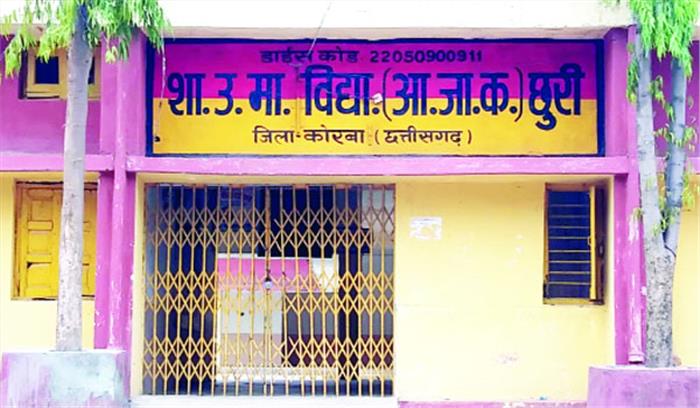 डाईस कोड 22050900911
शा. उ. मा. विद्या. (आ.जा.क.) छुरी
जिला-कोरबा (छत्तीसगढ़)